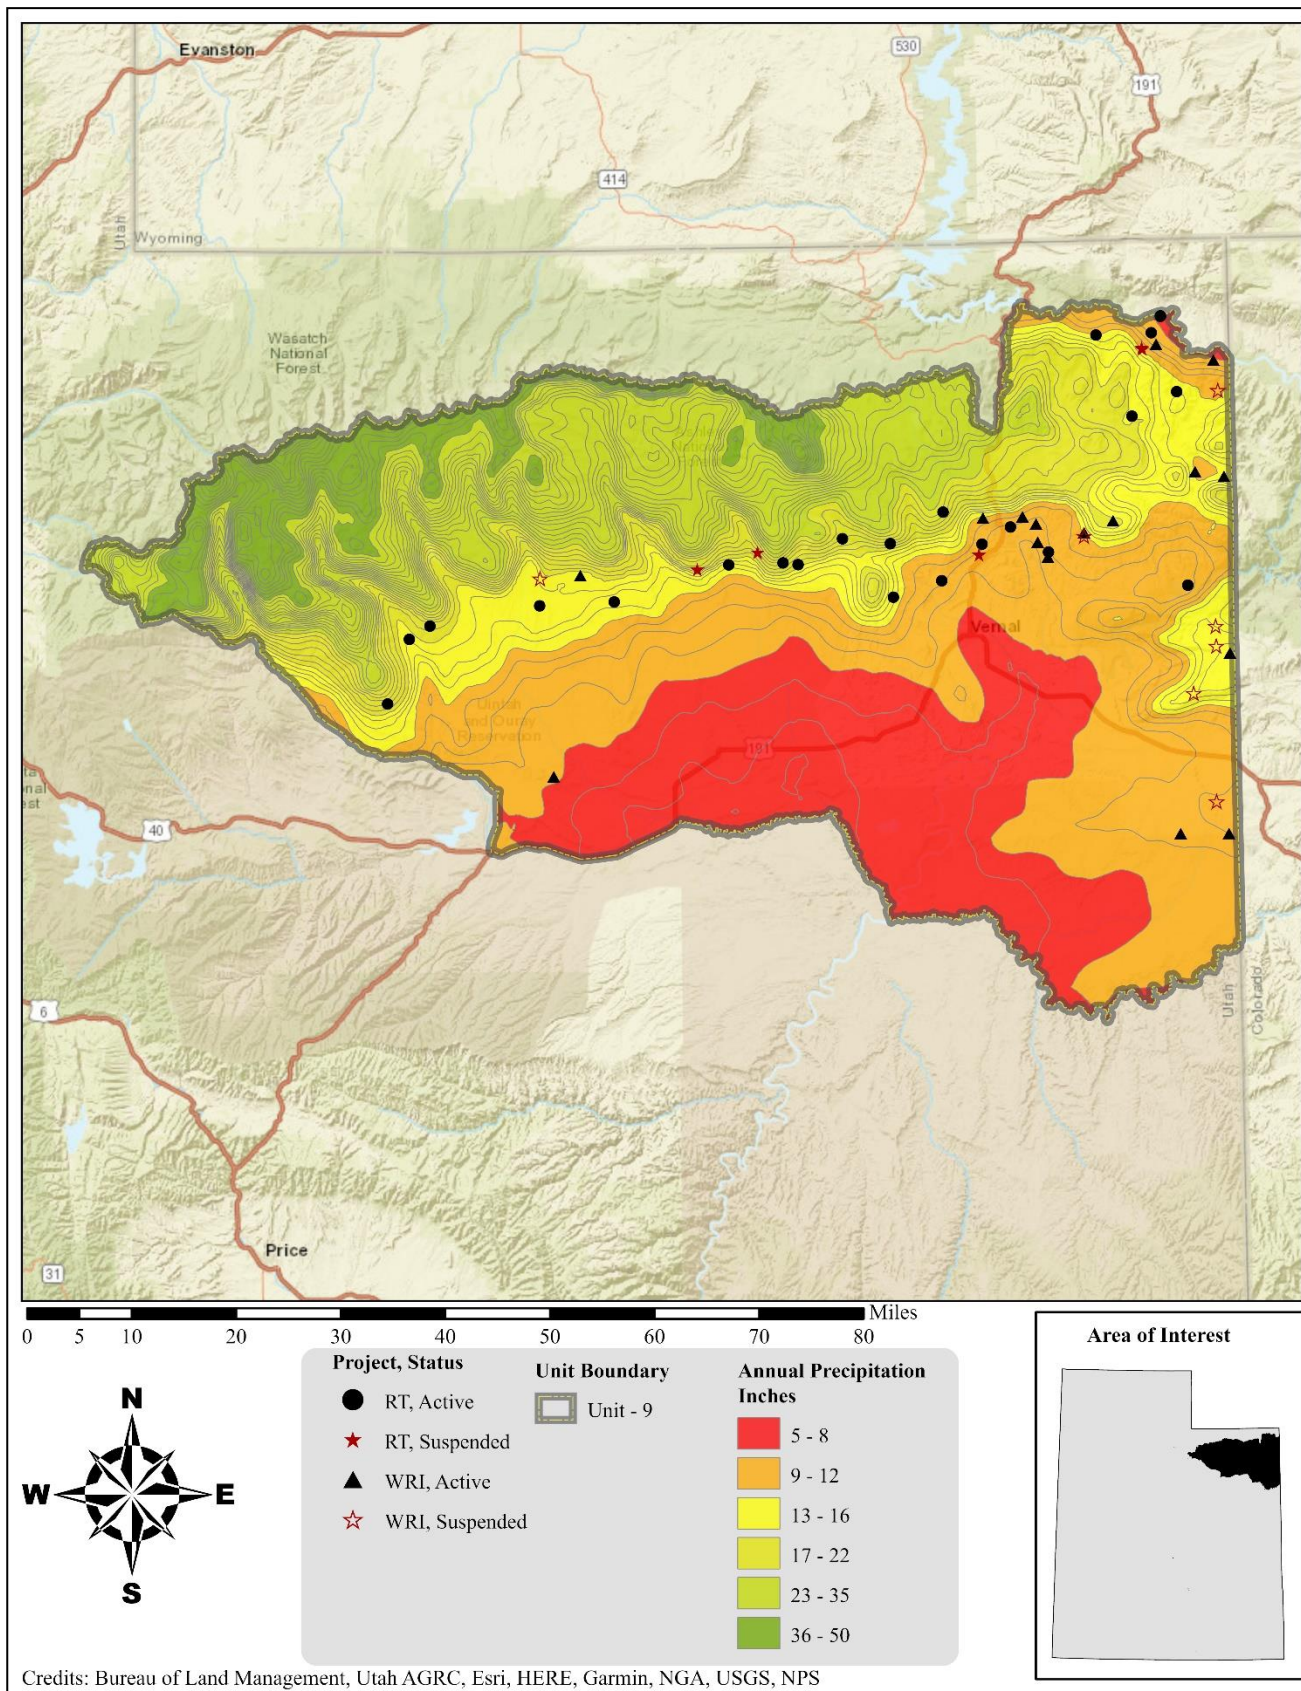 Evanston
530
191
414
Utah
Wyoming
Wasatch
National
Forest
Vernal
Uintah
and Ouray
Reservation
191
40
6
Utah
Colorado
Price
31
0 5 10 20 30 40 50 60 70 80 Miles
Project, Status
RT, Active
RT, Suspended
WRI, Active
WRI, Suspended
Unit Boundary
Unit - 9
Annual Precipitation
Inches
5 - 8
9 - 12
13 - 16
17 - 22
23 - 35
36 - 50
N
W
E
S
Area of Interest
Credits: Bureau of Land Management, Utah AGRC, Esri, HERE, Garmin, NGA, USGS, NPS